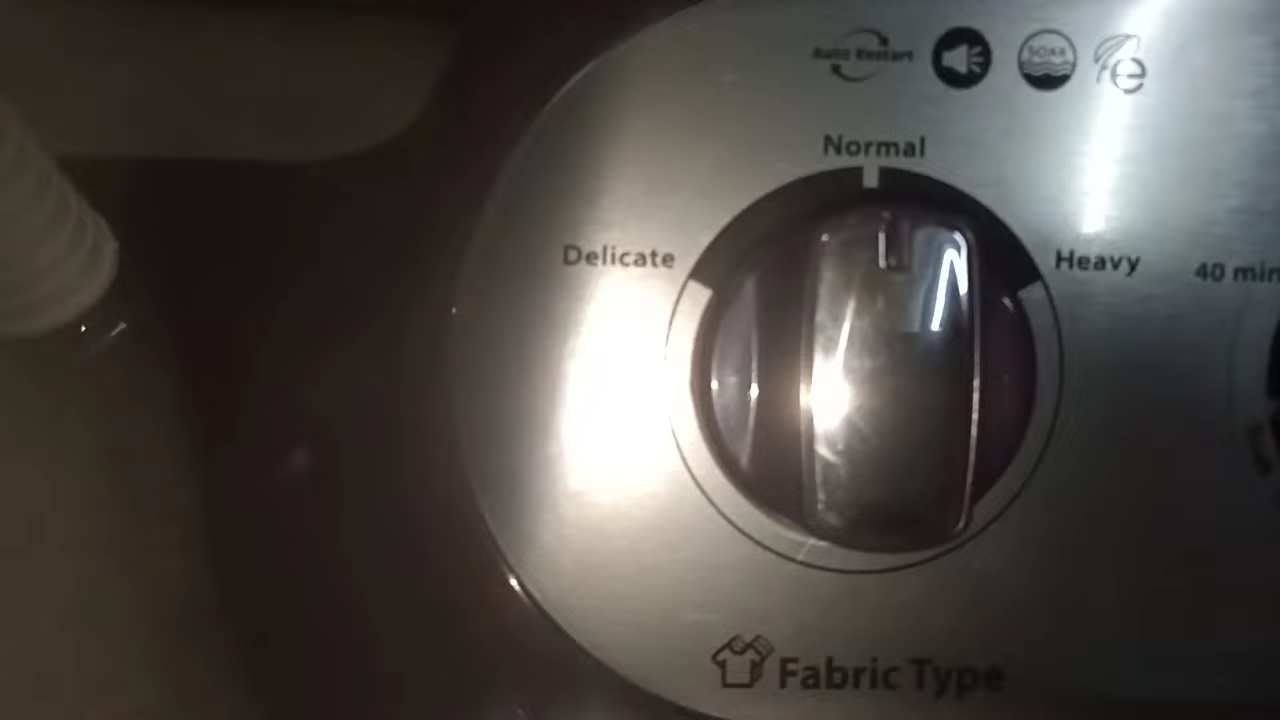 Auto Restart
SOAK
e
Normal
Delicate
Heavy
40 min
Fabric Type